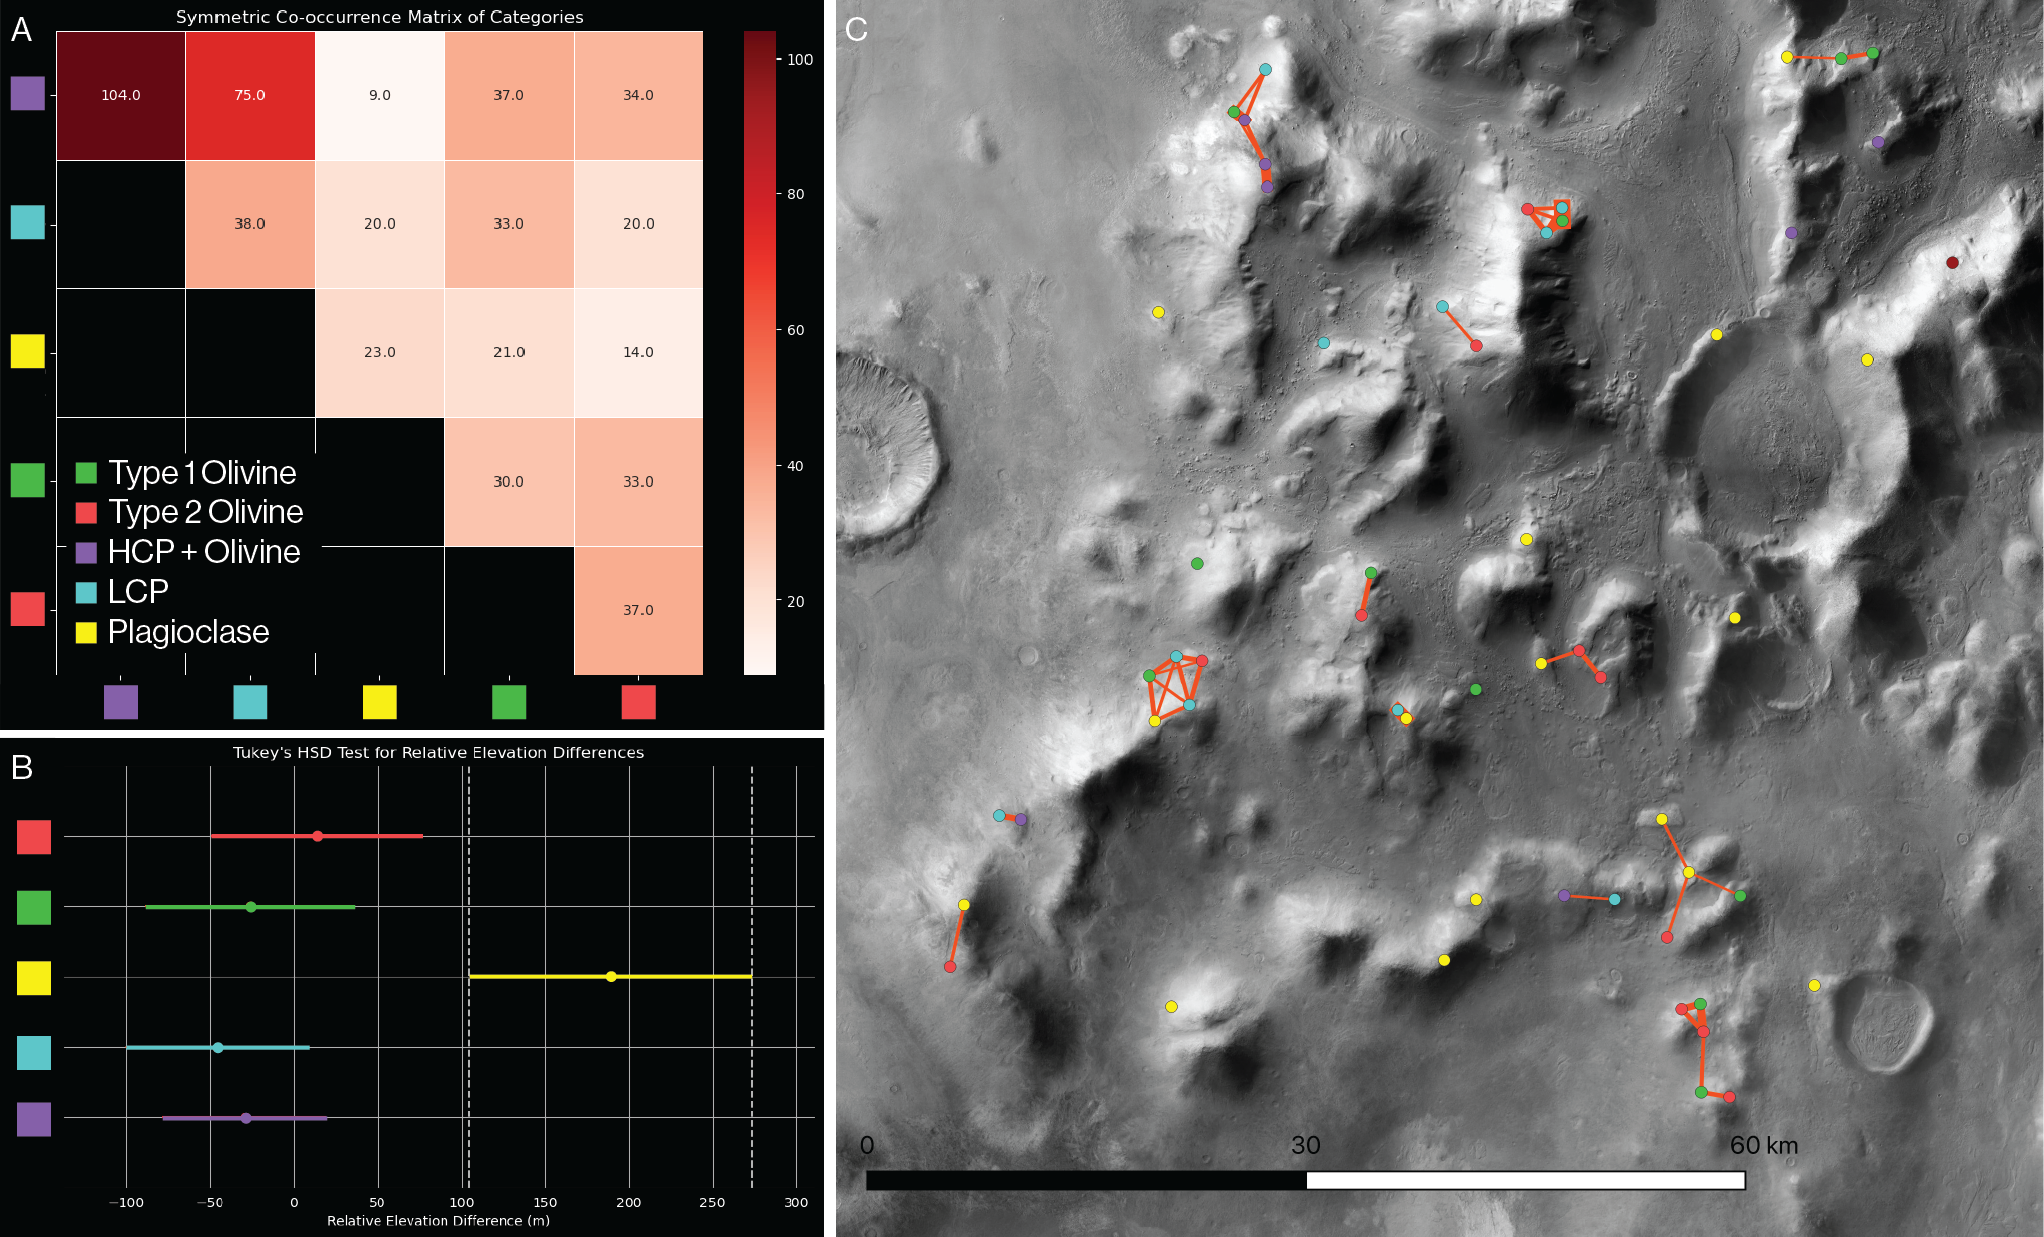 A
Symmetric Co-occurrence Matrix of Categories
104.0 75.0 9.0 37.0 34.0
38.0 20.0 33.0 20.0
23.0 21.0 14.0
30.0 33.0
37.0
100
80
60
40
20
Type 1 Olivine
Type 2 Olivine
HCP + Olivine
LCP
Plagioclase
B
Tukey's HSD Test for Relative Elevation Differences
−100 −50 0 50 100 150 200 250 300
Relative Elevation Difference (m)
C
0 30 60 km